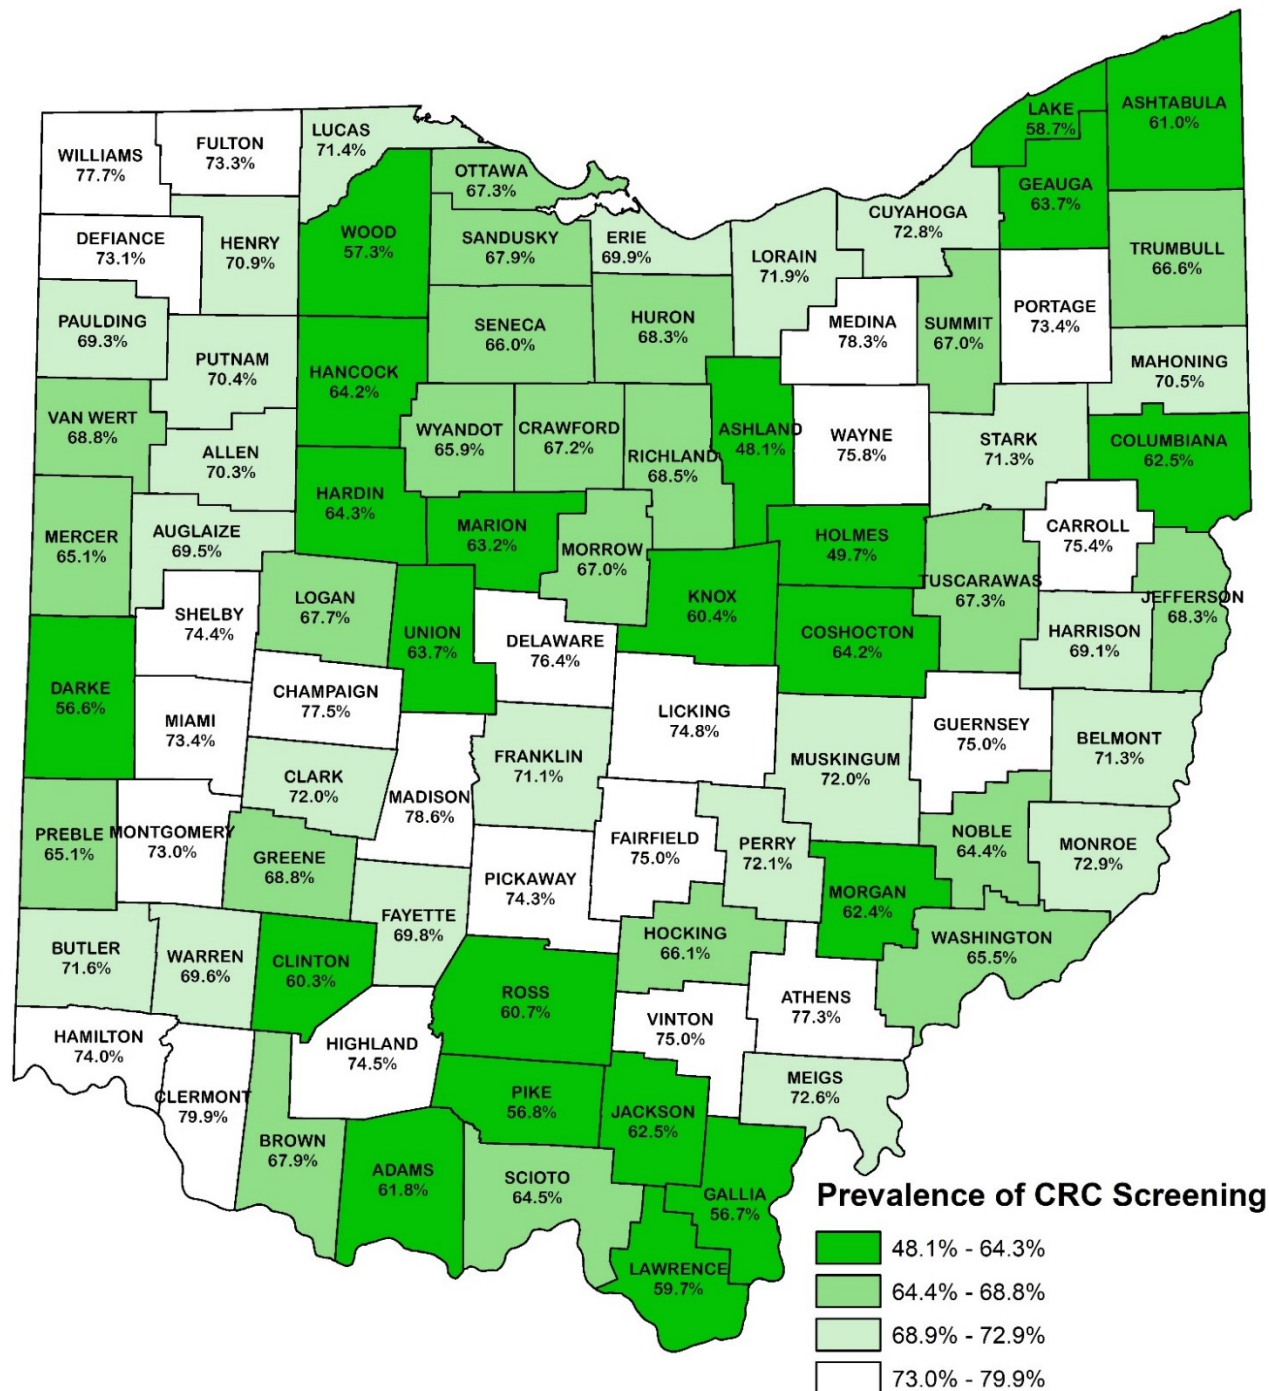 LAKE
58.7%
ASHTABULA
61.0%
WILLIAMS
77.7%
FULTON
73.3%
LUCAS
71.4%
OTTAWA
67.3%
GEAUGA
63.7%
CUYAHOGA
72.8%
DEFIANCE
73.1%
HENRY
70.9%
WOOD
57.3%
SANDUSKY
67.9%
ERIE
69.9%
LORAIN
71.9%
TRUMBULL
66.6%
PAULDING
69.3%
SENECA
66.0%
HURON
68.3%
MEDINA
78.3%
SUMMIT
67.0%
PORTAGE
73.4%
PUTNAM
70.4%
HANCOCK
64.2%
MAHONING
70.5%
VAN WERT
68.8%
ALLEN
70.3%
WYANDOT
65.9%
CRAWFORD
67.2%
RICHLAND
68.5%
ASHLAND
48.1%
WAYNE
75.8%
STARK
71.3%
COLUMBIANA
62.5%
MERCER
65.1%
AUGLAIZE
69.5%
HARDIN
64.3%
MARION
63.2%
MORROW
67.0%
HOLMES
49.7%
CARROLL
75.4%
SHELBY
74.4%
LOGAN
67.7%
UNION
63.7%
DELAWARE
76.4%
KNOX
60.4%
COSHOCTON
64.2%
TUSCARAWAS
67.3%
HARRISON
69.1%
JEFFERSON
68.3%
DARKE
56.6%
MIAMI
73.4%
CHAMPAIGN
77.5%
LICKING
74.8%
GUERNSEY
75.0%
BELMONT
71.3%
CLARK
72.0%
MADISON
78.6%
FRANKLIN
71.1%
MUSKINGUM
72.0%
PREBLE
65.1%
MONTGOMERY
73.0%
GREENE
68.8%
FAIRFIELD
75.0%
PERRY
72.1%
NOBLE
64.4%
MONROE
72.9%
PICKAWAY
74.3%
MORGAN
62.4%
BUTLER
71.6%
WARREN
69.6%
CLINTON
60.3%
FAYETTE
69.8%
HOCKING
66.1%
WASHINGTON
65.5%
ROSS
60.7%
VINTON
75.0%
ATHENS
77.3%
HAMILTON
74.0%
HIGHLAND
74.5%
CLERMONT
79.9%
PIKE
56.8%
JACKSON
62.5%
MEIGS
72.6%
BROWN
67.9%
ADAMS
61.8%
SCIOTO
64.5%
GALLIA
56.7%
LAWRENCE
59.7%
Prevalence of CRC Screening
48.1% - 64.3%
64.4% - 68.8%
68.9% - 72.9%
73.0% - 79.9%